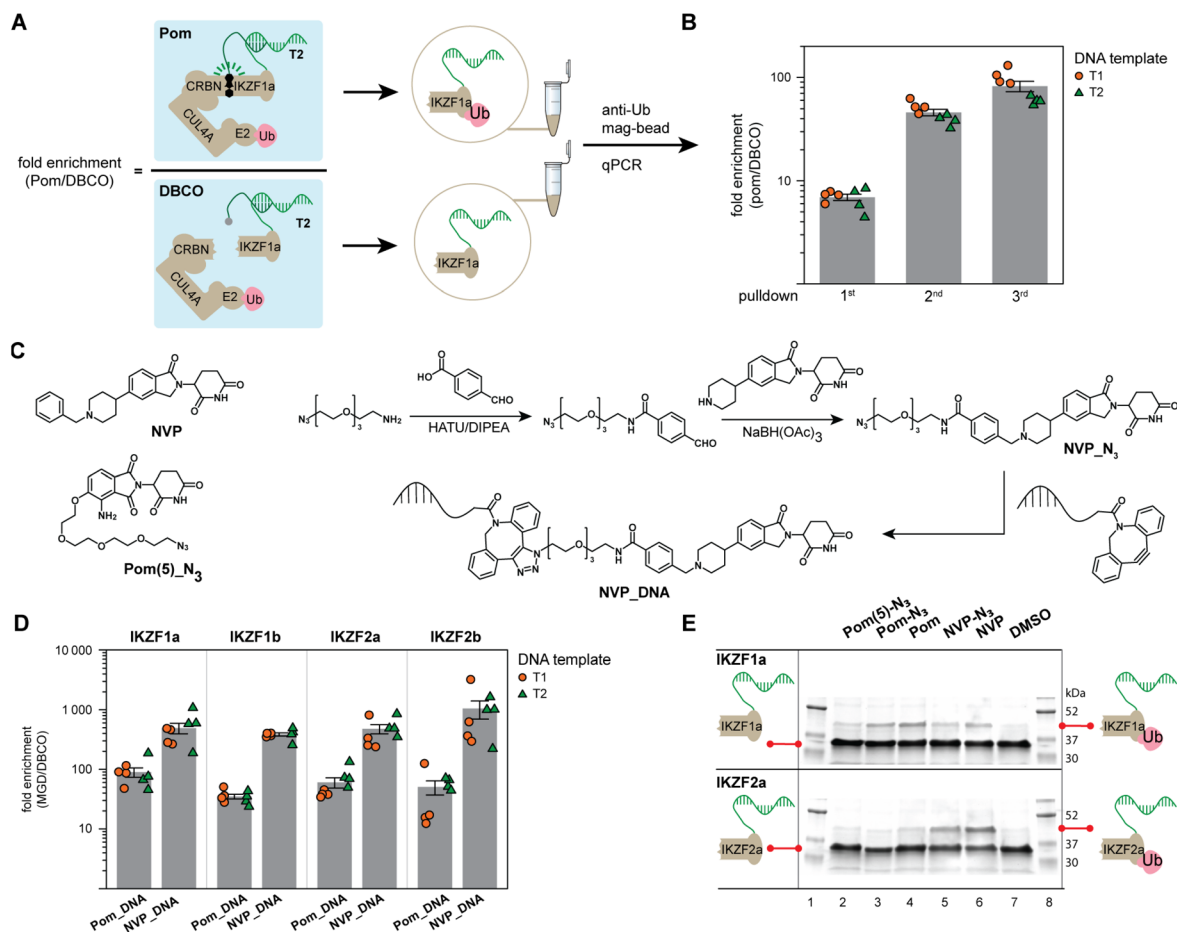 A
Pom
T2
CRBN
IKZF1a
CUL4A
E2
Ub
fold enrichment
(Pom/DBCO)
=
DBCO
T2
CRBN
IKZF1a
CUL4A
E2
Ub
IKZF1a
Ub
IKZF1a
anti-Ub
mag-bead
qPCR
B
DNA template
T1
T2
fold enrichment
(pom/DBCO)
100
10
pulldown
1st
2nd
3rd
C
NVP
Pom(5)_N3
HATU/DIPEA
NaBH(OAc)3
NVP_N3
NVP_DNA
D
IKZF1a
IKZF1b
IKZF2a
IKZF2b
DNA template
T1
T2
fold enrichment
(MGD/DBCO)
10 000
1 000
100
10
Pom_DNA
NVP_DNA
Pom_DNA
NVP_DNA
Pom_DNA
NVP_DNA
Pom_DNA
NVP_DNA
E
Pom(5)-N3
Pom-N3
Pom
NVP-N3
NVP
DMSO
IKZF1a
IKZF1a
kDa
52
37
30
IKZF1a
Ub
IKZF2a
IKZF2a
52
37
30
IKZF2a
Ub
1 2 3 4 5 6 7 8